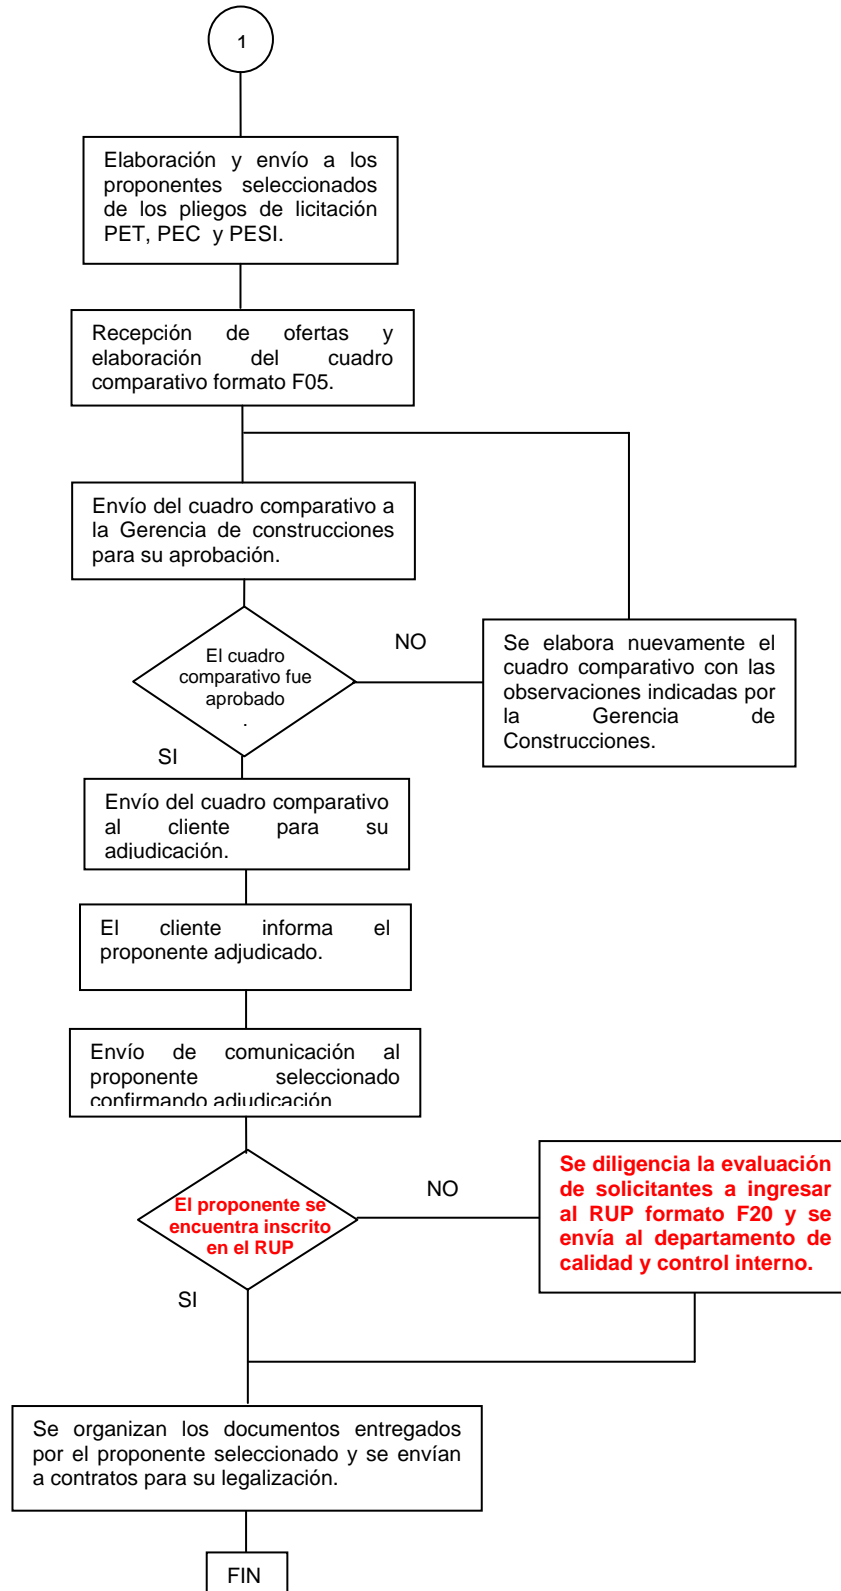 1
Elaboración y envío a los
proponentes seleccionados
de los pliegos de licitación
PET, PEC y PESI.
Recepción de ofertas y
elaboración del cuadro
comparativo formato F05.
Envío del cuadro comparativo a
la Gerencia de construcciones
para su aprobación.
El cuadro
comparativo fue
aprobado
.
NO
Se elabora nuevamente el
cuadro comparativo con las
observaciones indicadas por
la Gerencia de
Construcciones.
SI
Envío del cuadro comparativo
al cliente para su
adjudicación.
El cliente informa el
proponente adjudicado.
Envío de comunicación al
proponente seleccionado
confirmando adjudicación
El proponente se
encuentra inscrito
en el RUP
NO
Se diligencia la evaluación
de solicitantes a ingresar
al RUP formato F20 y se
envía al departamento de
calidad y control interno.
SI
Se organizan los documentos entregados
por el proponente seleccionado y se envían
a contratos para su legalización.
FIN